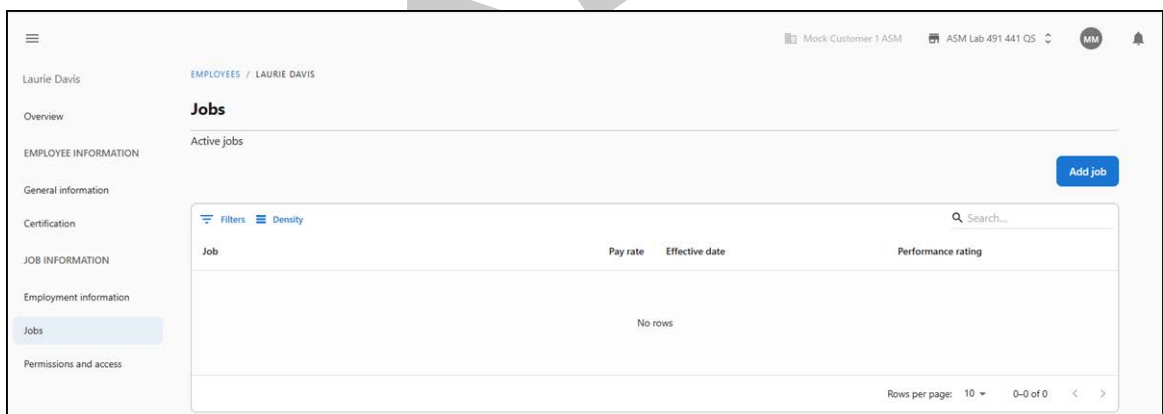 Mock Customer 1 ASM ASM Lab 491 441 QS MM
Laurie Davis
EMPLOYEES / LAURIE DAVIS
Overview
Jobs
EMPLOYEE INFORMATION
Active jobs
General information
Add job
Certification
Filters Density Search...
JOB INFORMATION
Job Pay rate Effective date Performance rating
Employment information
Jobs
No rows
Permissions and access
Rows per page: 10 0–0 of 0